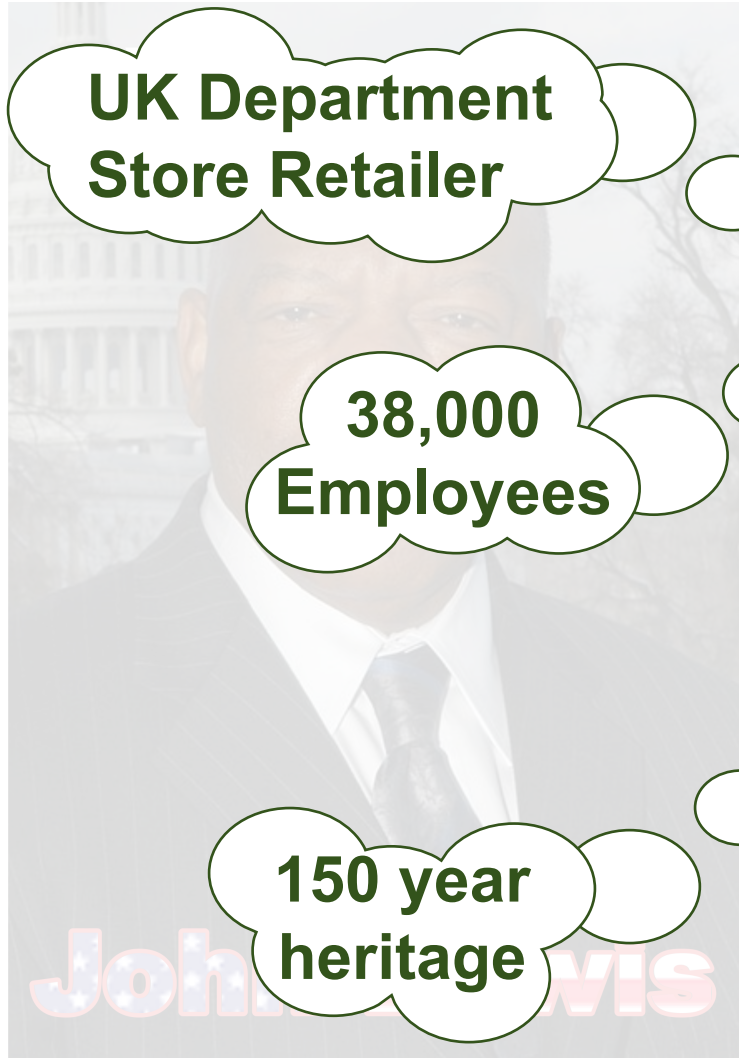 UK Department
Store Retailer
38,000
Employees
150 year
heritage